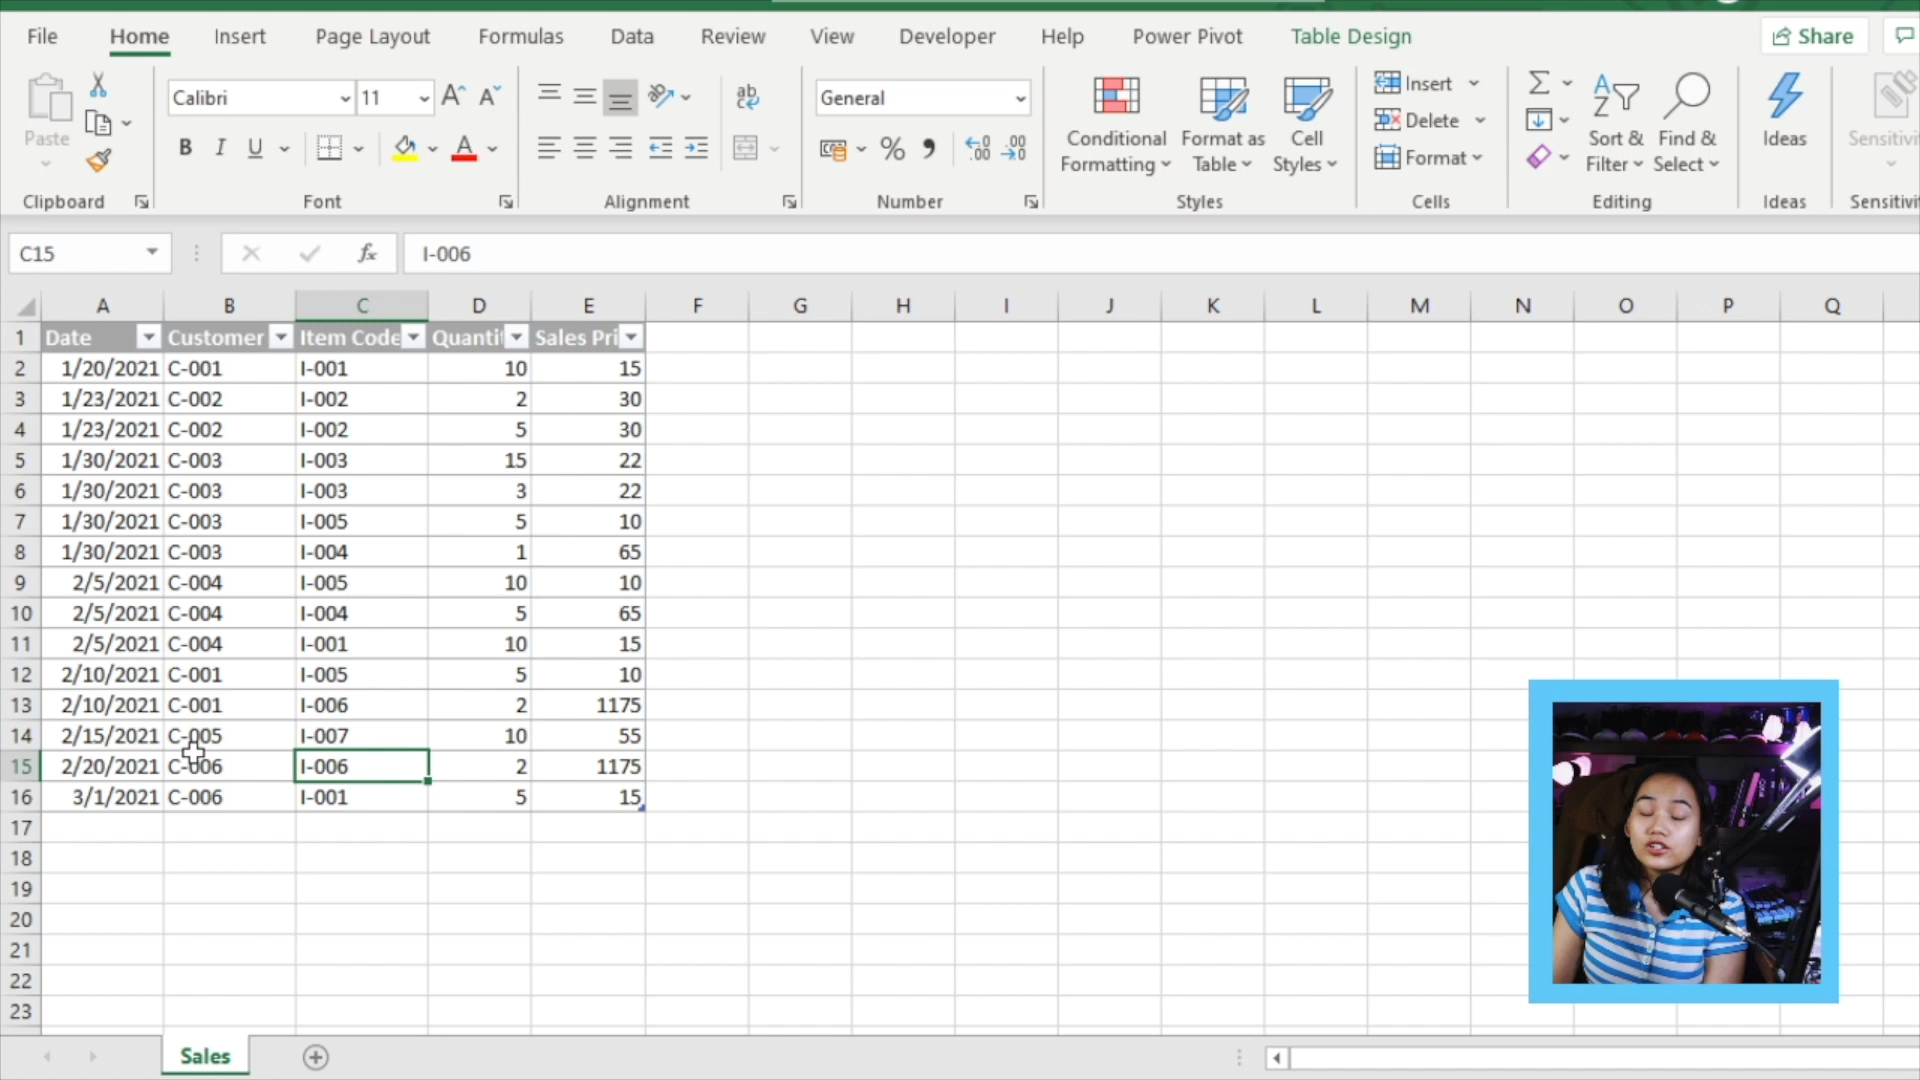 File Home Insert Page Layout Formulas Data Review View Developer Help Power Pivot Table Design Share
Paste
Calibri 11
B I U
ab
c
General
% .00 .00
Conditional Formatting
Format as Table
Cell Styles
Insert
Delete
Format
Sort & Filter
Find & Select
Ideas
Clipboard Font Alignment Number Styles Cells Editing Ideas
C15 fx I-006
A B C D E F G H I J K L M N O P Q
1 Date Customer Item Code Quantit Sales Pri
2 1/20/2021 C-001 I-001 10 15
3 1/23/2021 C-002 I-002 2 30
4 1/23/2021 C-002 I-002 5 30
5 1/30/2021 C-003 I-003 15 22
6 1/30/2021 C-003 I-003 3 22
7 1/30/2021 C-003 I-005 5 10
8 1/30/2021 C-003 I-004 1 65
9 2/5/2021 C-004 I-005 10 10
10 2/5/2021 C-004 I-004 5 65
11 2/5/2021 C-004 I-001 10 15
12 2/10/2021 C-001 I-005 5 10
13 2/10/2021 C-001 I-006 2 1175
14 2/15/2021 C-005 I-007 10 55
15 2/20/2021 C-006 I-006 2 1175
16 3/1/2021 C-006 I-001 5 15
17
18
19
20
21
22
23
Sales